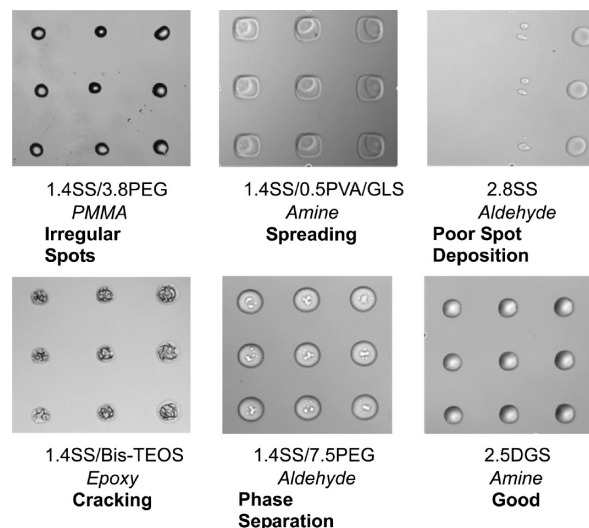 1.4SS/3.8PEG
PMMA
Irregular
Spots
1.4SS/0.5PVA/GLS
Amine
Spreading
2.8SS
Aldehyde
Poor Spot
Deposition
1.4SS/Bis-TEOS
Epoxy
Cracking
1.4SS/7.5PEG
Aldehyde
Phase
Separation
2.5DGS
Amine
Good